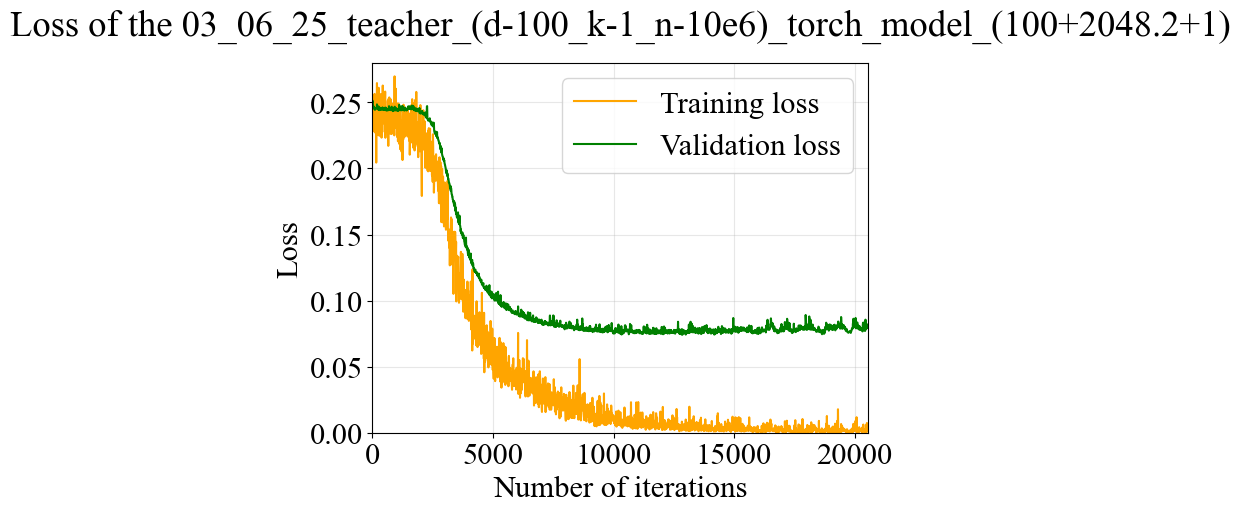 Loss of the 03_06_25_teacher_(d-100_k-1_n-10e6)_torch_model_(100+2048.2+1)
Training loss
Validation loss
0.25
0.20
0.15
0.10
0.05
0.00
Loss
0 5000 10000 15000 20000
Number of iterations